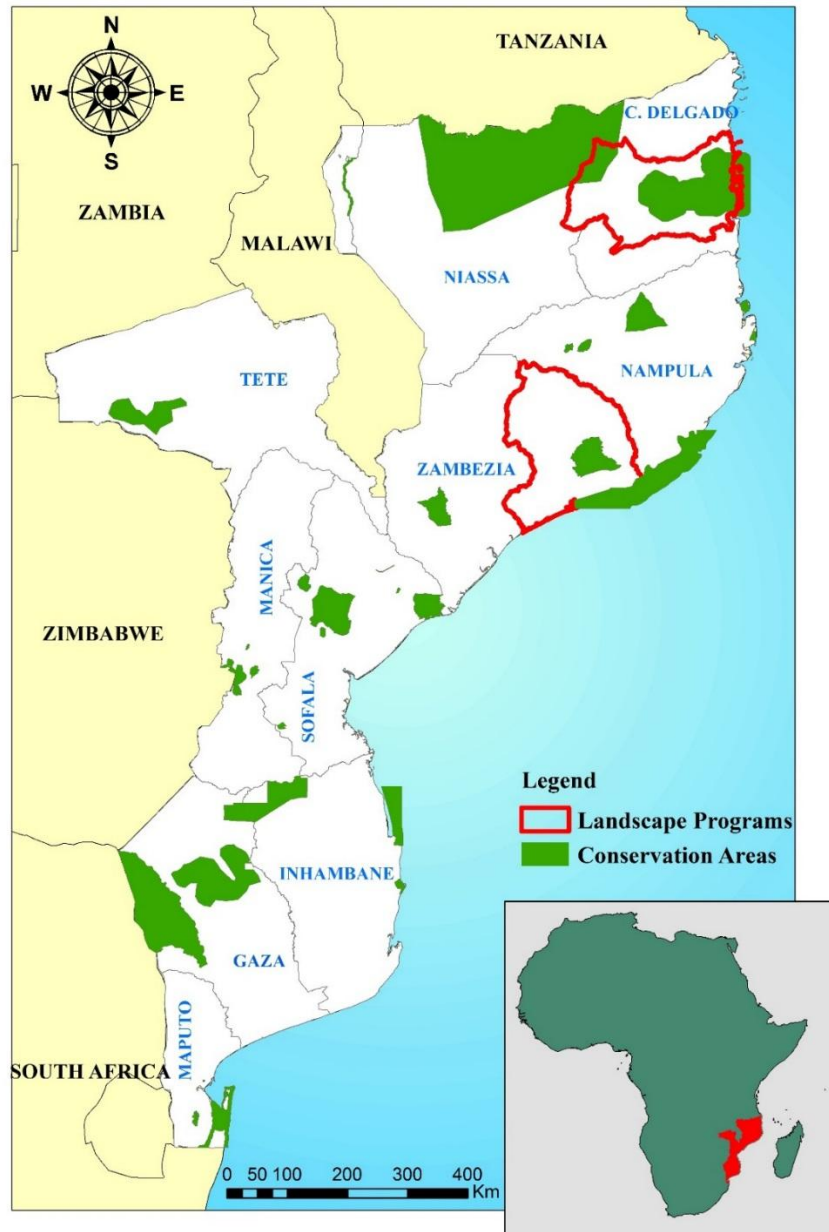 TANZANIA
N
W E
S
C. DELGADO
ZAMBIA
MALAWI
NIASSA
TETE
NAMPULA
ZAMBEZIA
MANICA
ZIMBABWE
SOFALA
Legend
Landscape Programs
Conservation Areas
INHAMBANE
GAZA
MAPUTO
SOUTH AFRICA
0 50 100 200 300 400
Km